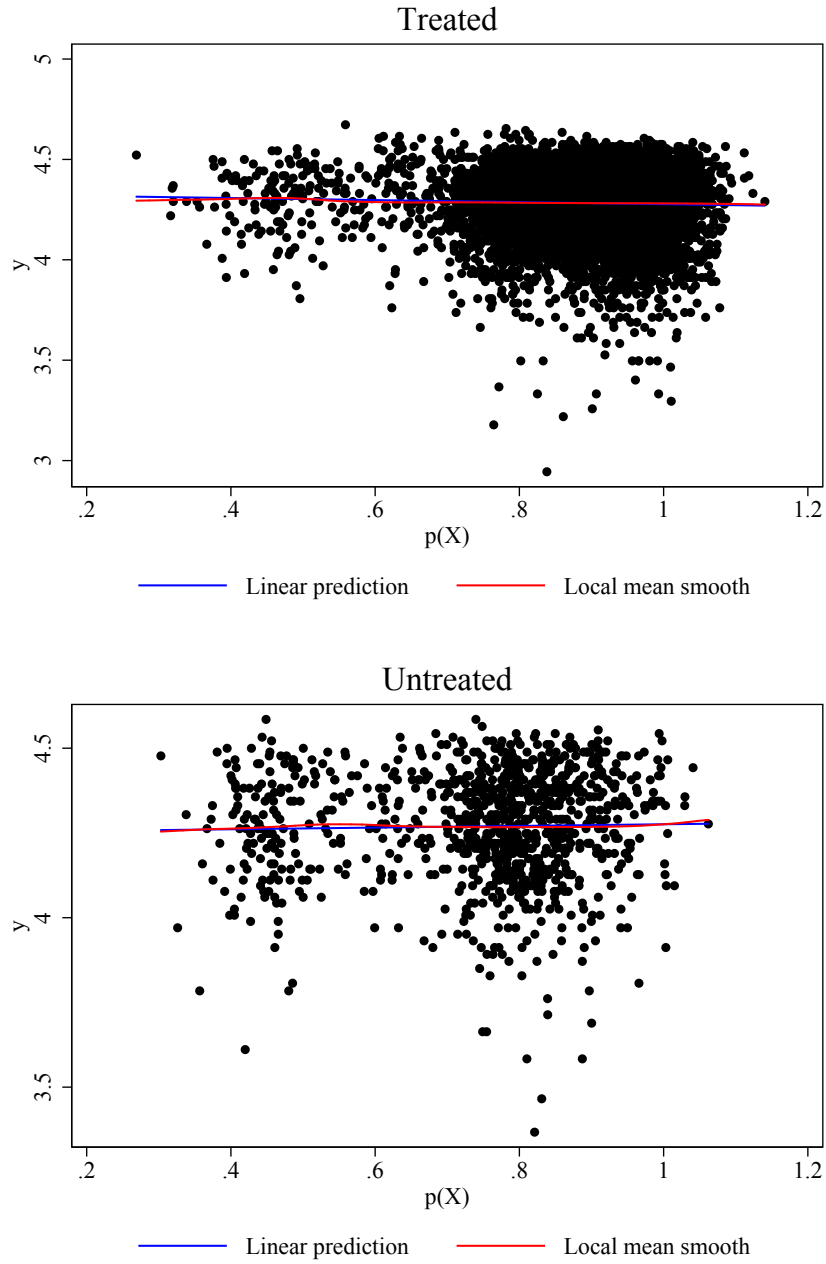 Treated
5
4.5
4
3.5
3
y
.2 .4 .6 .8 1 1.2
p(X)
Linear prediction Local mean smooth
Untreated
4.5
4
3.5
y
.2 .4 .6 .8 1 1.2
p(X)
Linear prediction Local mean smooth